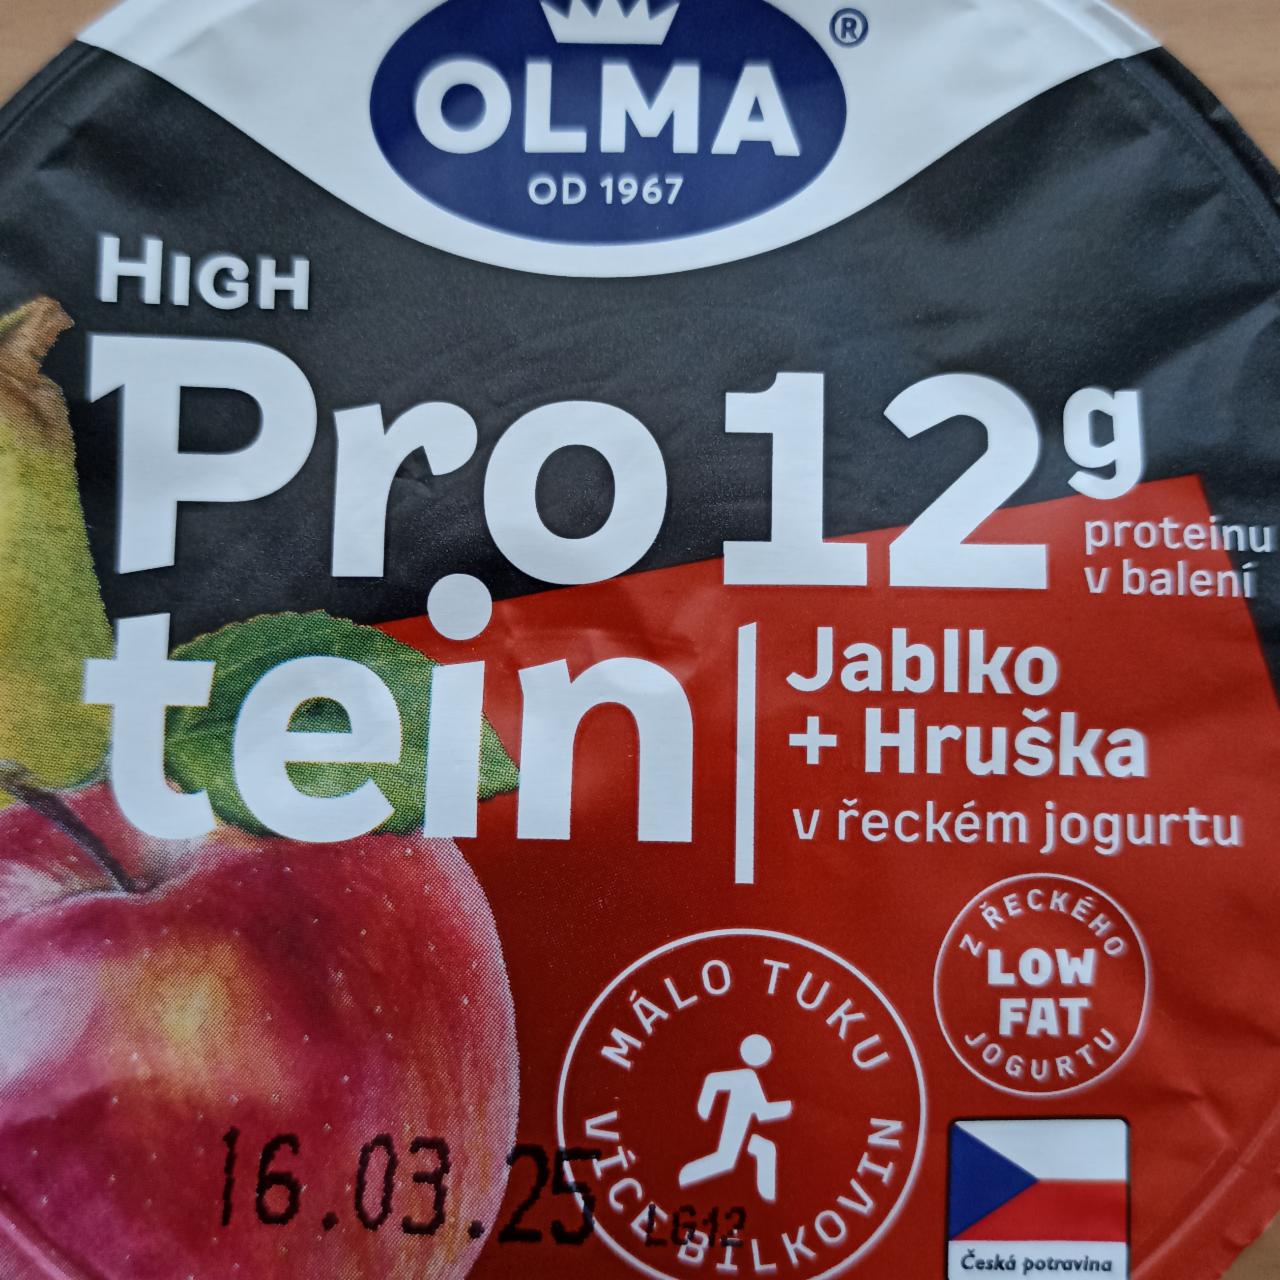 OLMA
®
OD 1967
HIGH
Pro
tein
12g
proteinu
v balení
Jablko
+ Hruška
v řeckém jogurtu
Z ŘECKÉHO
LOW
FAT
JOGURTU
MÁLO TUKU
VÍCE BÍLKOVIN
16.03.25 LG12
Česká potravina